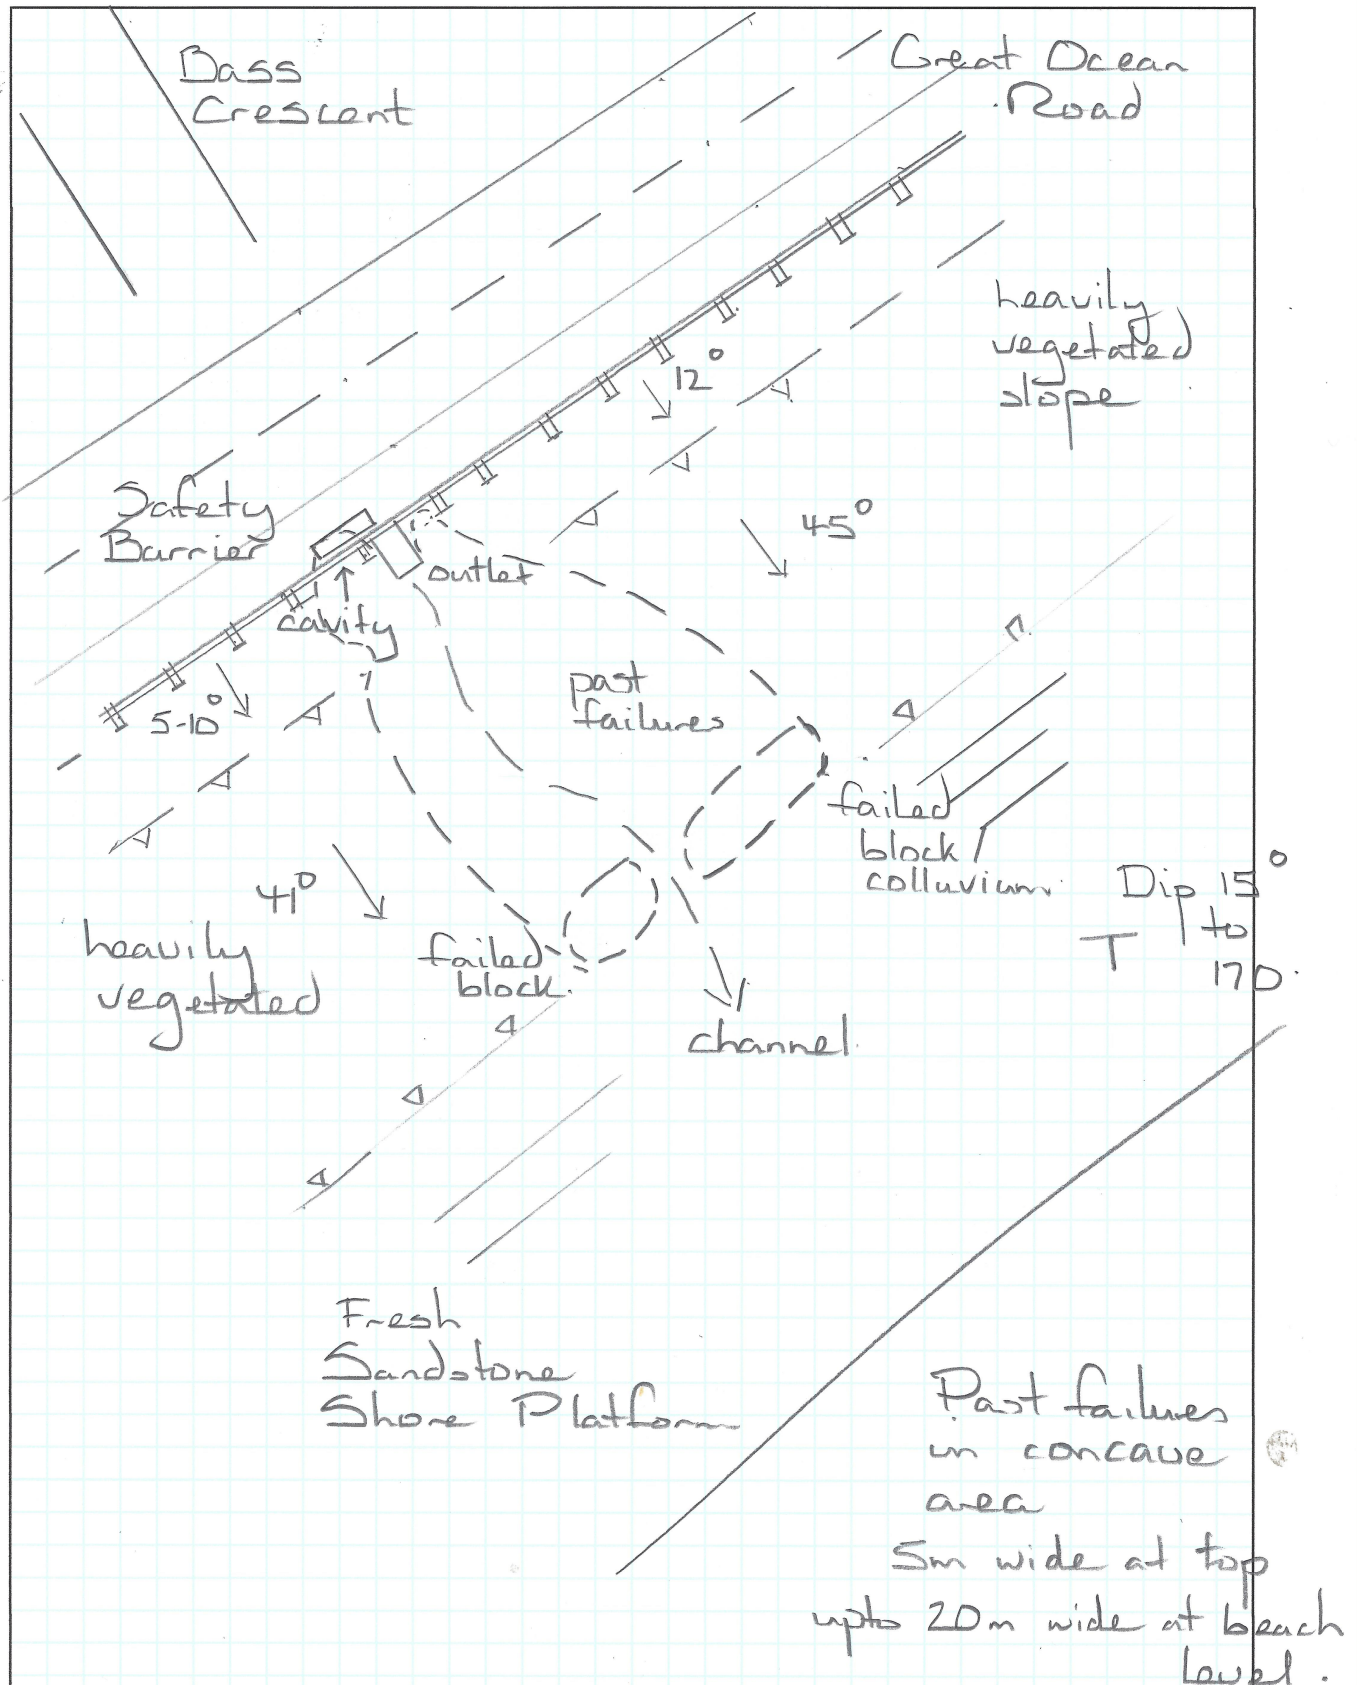 Bass
Crescent
Great Ocean
Road
heavily
vegetated
slope
12°
Safety
Barrier
45°
outlet
cavity
past
failures
5-10°
failed
block /
colluvium
Dip 15°
to
170
41°
heavily
vegetated
failed
block
channel
Fresh
Sandstone
Shore Platform
Past failures
in concave
area
5m wide at top
upto 20m wide at beach
level.